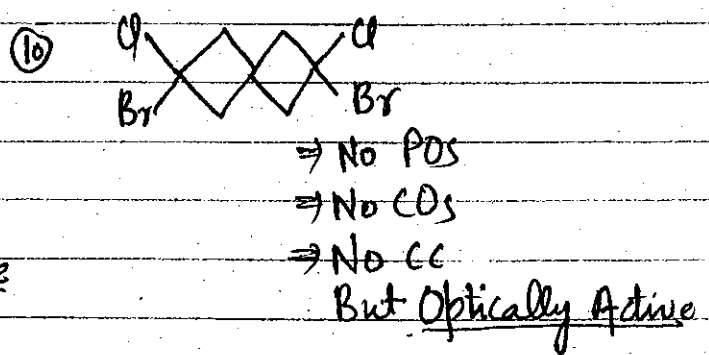 10
Cl Cl
Br Br
⇒ No POS
⇒ No COS
⇒ No CC
But Optically Active